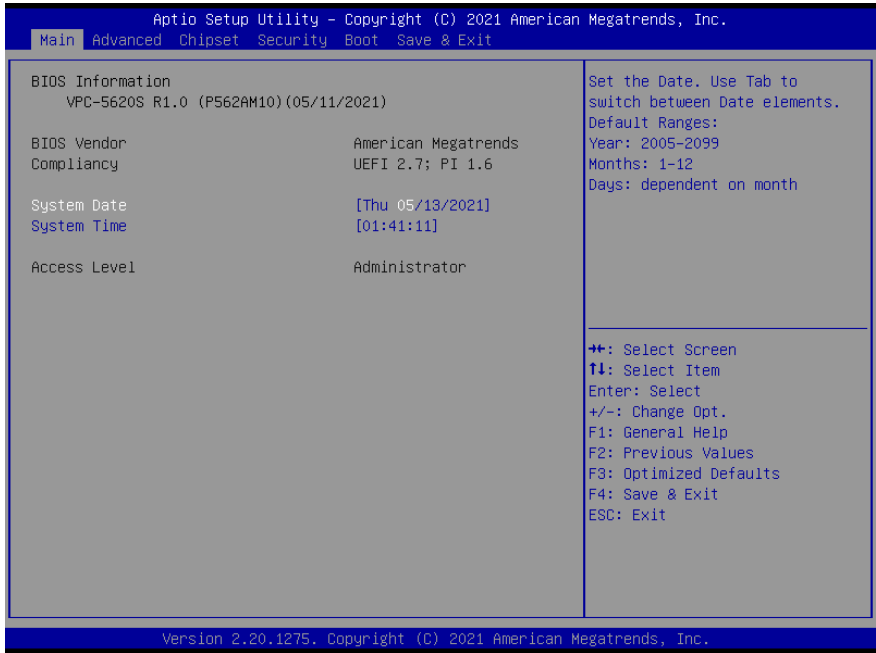 Aptio Setup Utility – Copyright (C) 2021 American Megatrends, Inc.
Main Advanced Chipset Security Boot Save & Exit
BIOS Information
VPC-5620S R1.0 (P562AM10)(05/11/2021)
BIOS Vendor American Megatrends
Compliancy UEFI 2.7; PI 1.6
System Date [Thu 05/13/2021]
System Time [01:41:11]
Access Level Administrator
Set the Date. Use Tab to
switch between Date elements.
Default Ranges:
Year: 2005-2099
Months: 1-12
Days: dependent on month
→←: Select Screen
↑↓: Select Item
Enter: Select
+/-: Change Opt.
F1: General Help
F2: Previous Values
F3: Optimized Defaults
F4: Save & Exit
ESC: Exit
Version 2.20.1275. Copyright (C) 2021 American Megatrends, Inc.